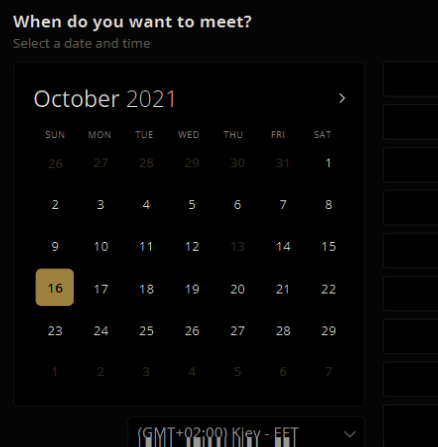 When do you want to meet?
Select a date and time
October 2021
SUN MON TUE WED THU FRI SAT
26 27 28 29 30 31 1
2 3 4 5 6 7 8
9 10 11 12 13 14 15
16 17 18 19 20 21 22
23 24 25 26 27 28 29
1 2 3 4 5 6 7
(GMT+02:00) Kiev - EET